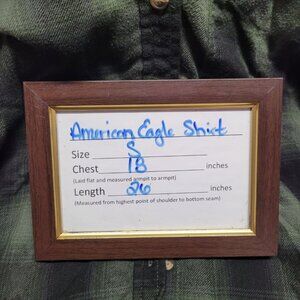 American Eagle Shirt
Size S
Chest 18 inches
(Laid flat and measured armpit to armpit)
Length 26 inches
(Measured from highest point of shoulder to bottom seam)